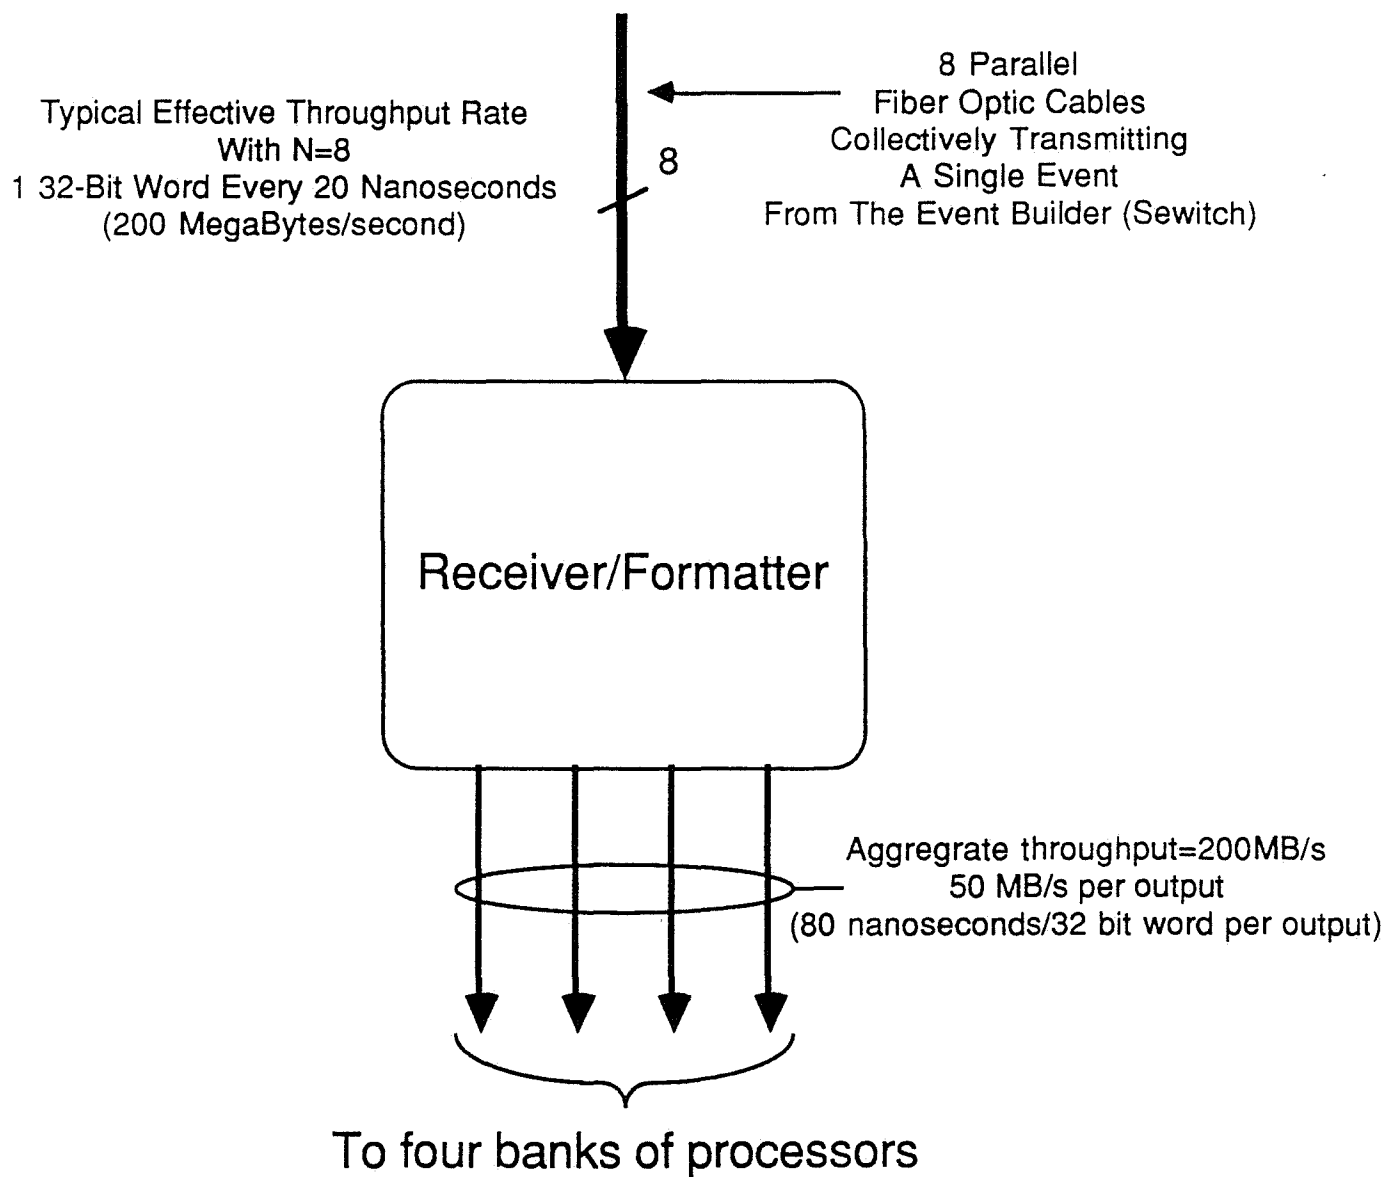 Typical Effective Throughput Rate
With N=8
1 32-Bit Word Every 20 Nanoseconds
(200 MegaBytes/second)
8 Parallel
Fiber Optic Cables
Collectively Transmitting
A Single Event
From The Event Builder (Sewitch)
8
Receiver/Formatter
Aggregrate throughput=200MB/s
50 MB/s per output
(80 nanoseconds/32 bit word per output)
To four banks of processors